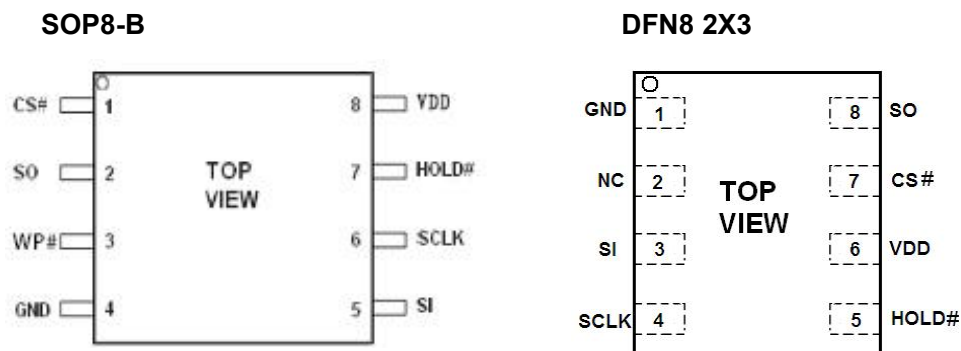 SOP8-B
CS# 1 8 VDD
SO 2 7 HOLD#
WP# 3 6 SCLK
GND 4 5 SI
TOP
VIEW
DFN8 2X3
GND 1 8 SO
NC 2 7 CS#
SI 3 6 VDD
SCLK 4 5 HOLD#
TOP
VIEW